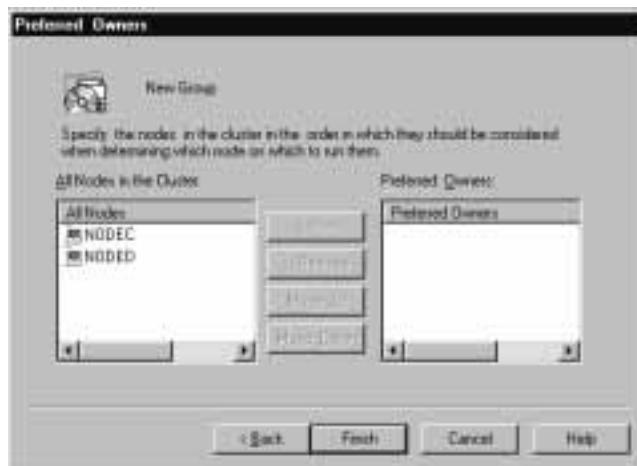 Preferred Owners
New Group
Specify the nodes in the cluster in the order in which they should be considered
when determining which node on which to run them.
All Nodes in the Cluster: Preferred Owners:
All Nodes Preferred Owners
NODEC
NODED
< Back Finish Cancel Help